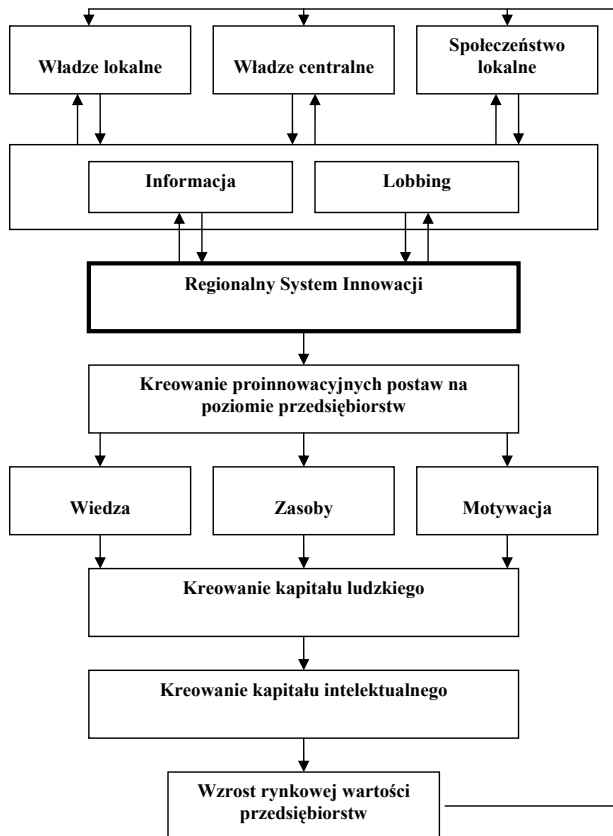 Władze lokalne
Władze centralne
Społeczeństwo
lokalne
Informacja
Lobbing
Regionalny System Innowacji
Kreowanie proinnowacyjnych postaw na
poziomie przedsiębiorstw
Wiedza
Zasoby
Motywacja
Kreowanie kapitału ludzkiego
Kreowanie kapitału intelektualnego
Wzrost rynkowej wartości
przedsiębiorstw